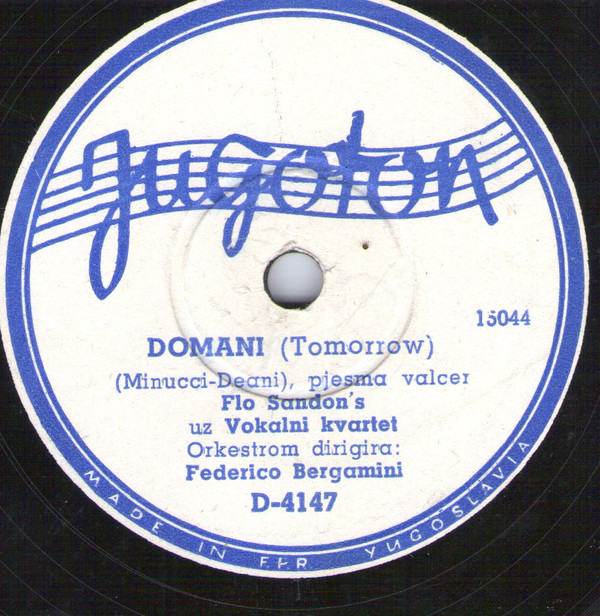 Jugoton
15044
DOMANI (Tomorrow)
(Minucci-Deani), pjesma valcer
Flo Sandon's
uz Vokalni kvartet
Orkestrom dirigira:
Federico Bergamini
D-4147
MADE IN FPR YUGOSLAVIA